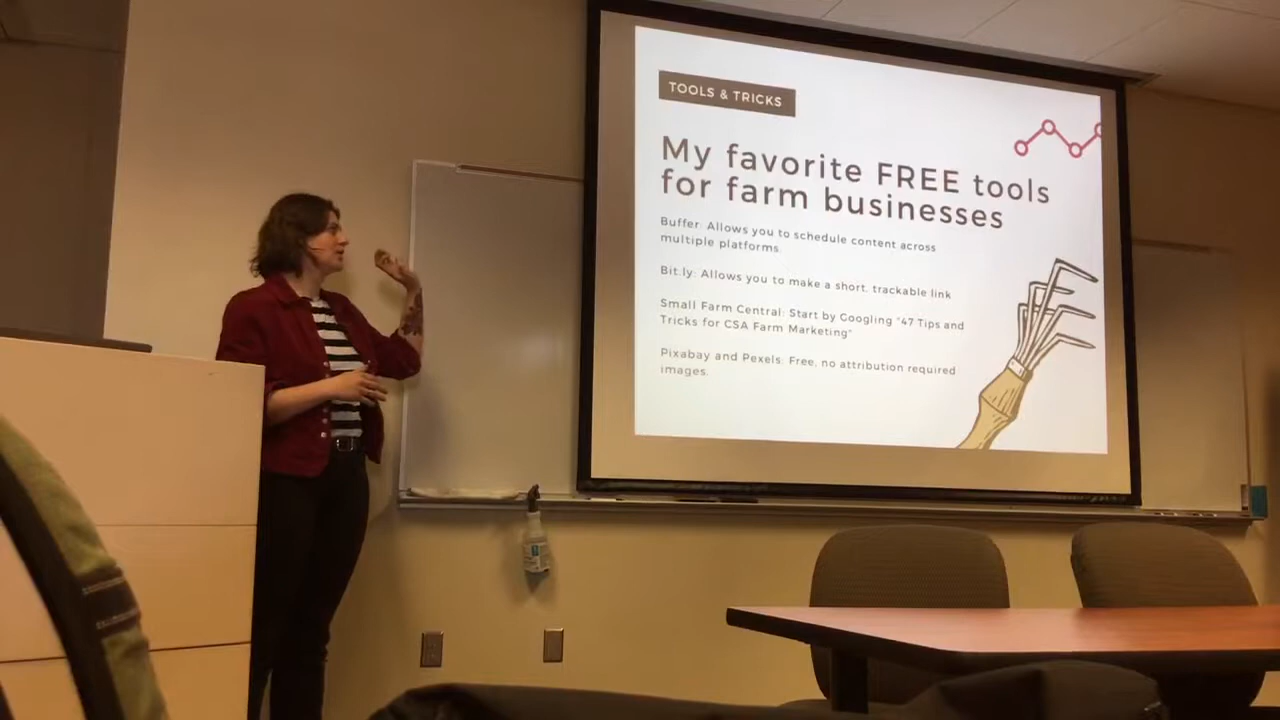 TOOLS & TRICKS
My favorite FREE tools
for farm businesses
Buffer: Allows you to schedule content across
multiple platforms.
Bit.ly: Allows you to make a short, trackable link
Small Farm Central: Start by Googling "47 Tips and
Tricks for CSA Farm Marketing"
Pixabay and Pexels: Free, no attribution required
images.